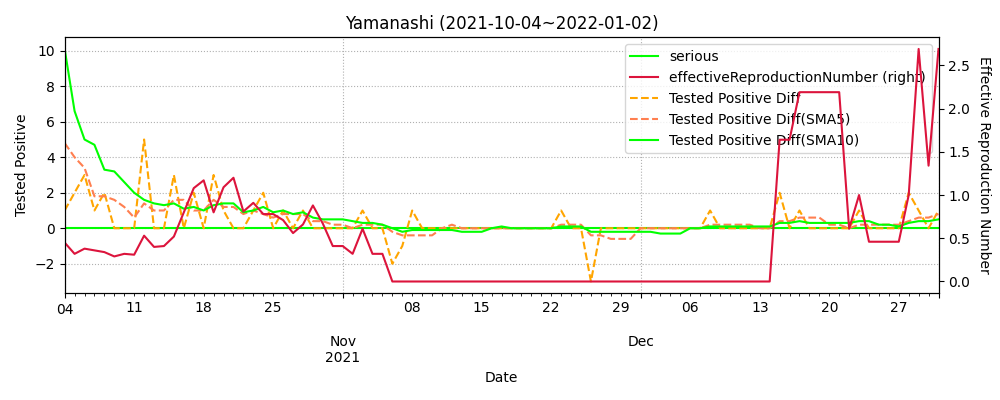 Yamanashi (2021-10-04~2022-01-02)
serious
effectiveReproductionNumber (right)
Tested Positive Diff
Tested Positive Diff(SMA5)
Tested Positive Diff(SMA10)
Tested Positive
10
8
6
4
2
0
−2
2.5
2.0
1.5
1.0
0.5
0.0
Effective Reproduction Number
04 11 18 25 08 15 22 29 06 13 20 27
Nov Dec
2021
Date